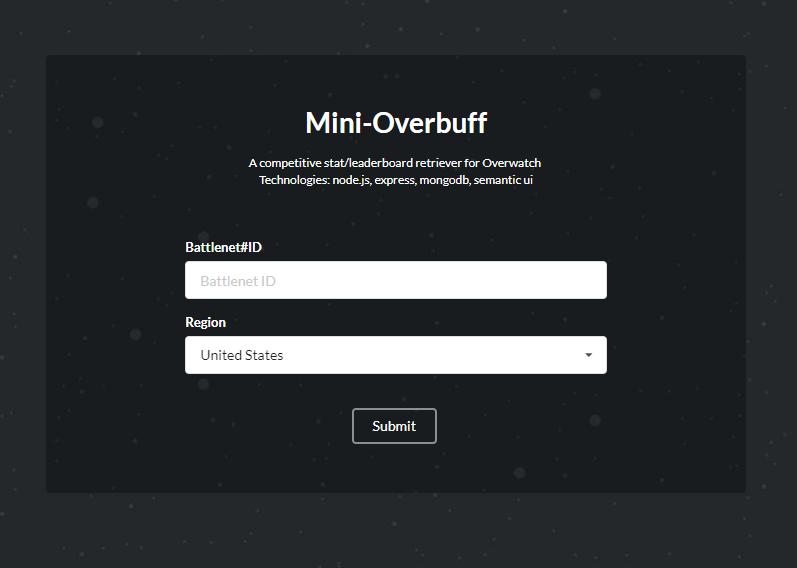 Mini-Overbuff
A competitive stat/leaderboard retriever for Overwatch
Technologies: node.js, express, mongodb, semantic ui
Battlenet#ID
Battlenet ID
Region
United States
Submit